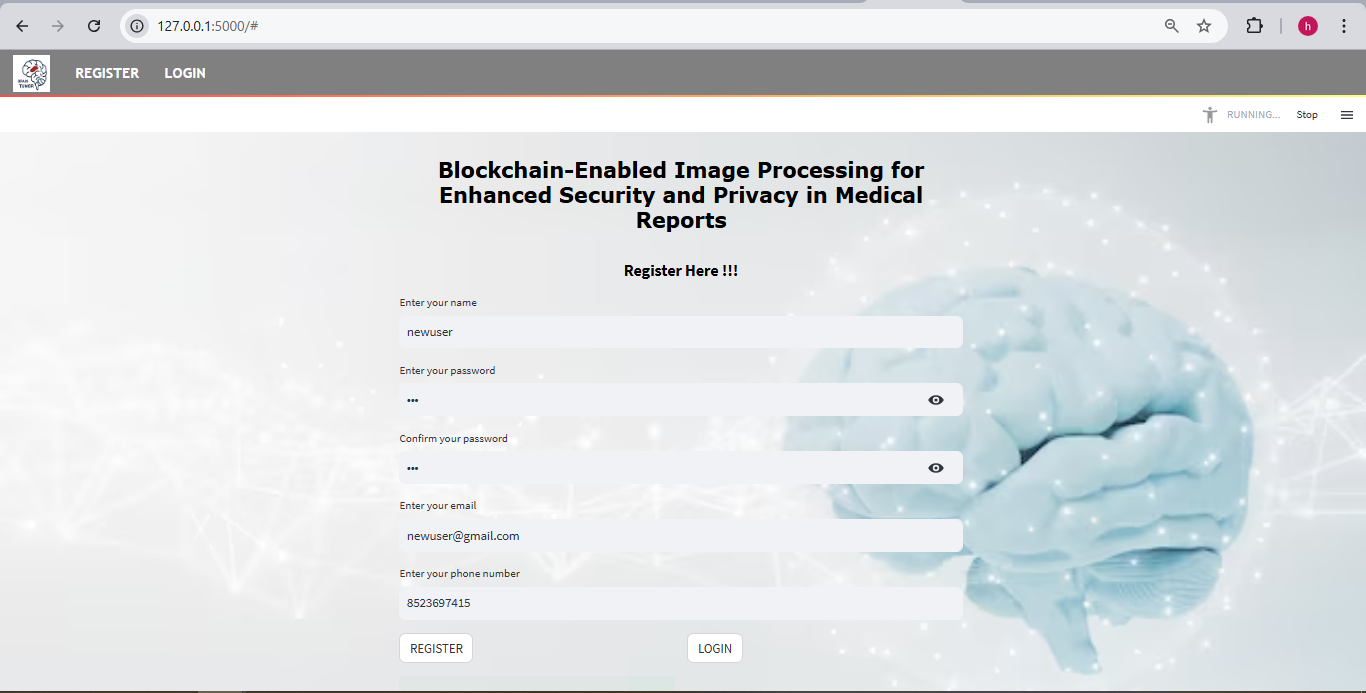 127.0.0.1:5000/#
h
BRAIN
TUMOR
REGISTER LOGIN
RUNNING... Stop
Blockchain-Enabled Image Processing for
Enhanced Security and Privacy in Medical
Reports
Register Here !!!
Enter your name
newuser
Enter your password
•••
Confirm your password
•••
Enter your email
newuser@gmail.com
Enter your phone number
8523697415
REGISTER LOGIN